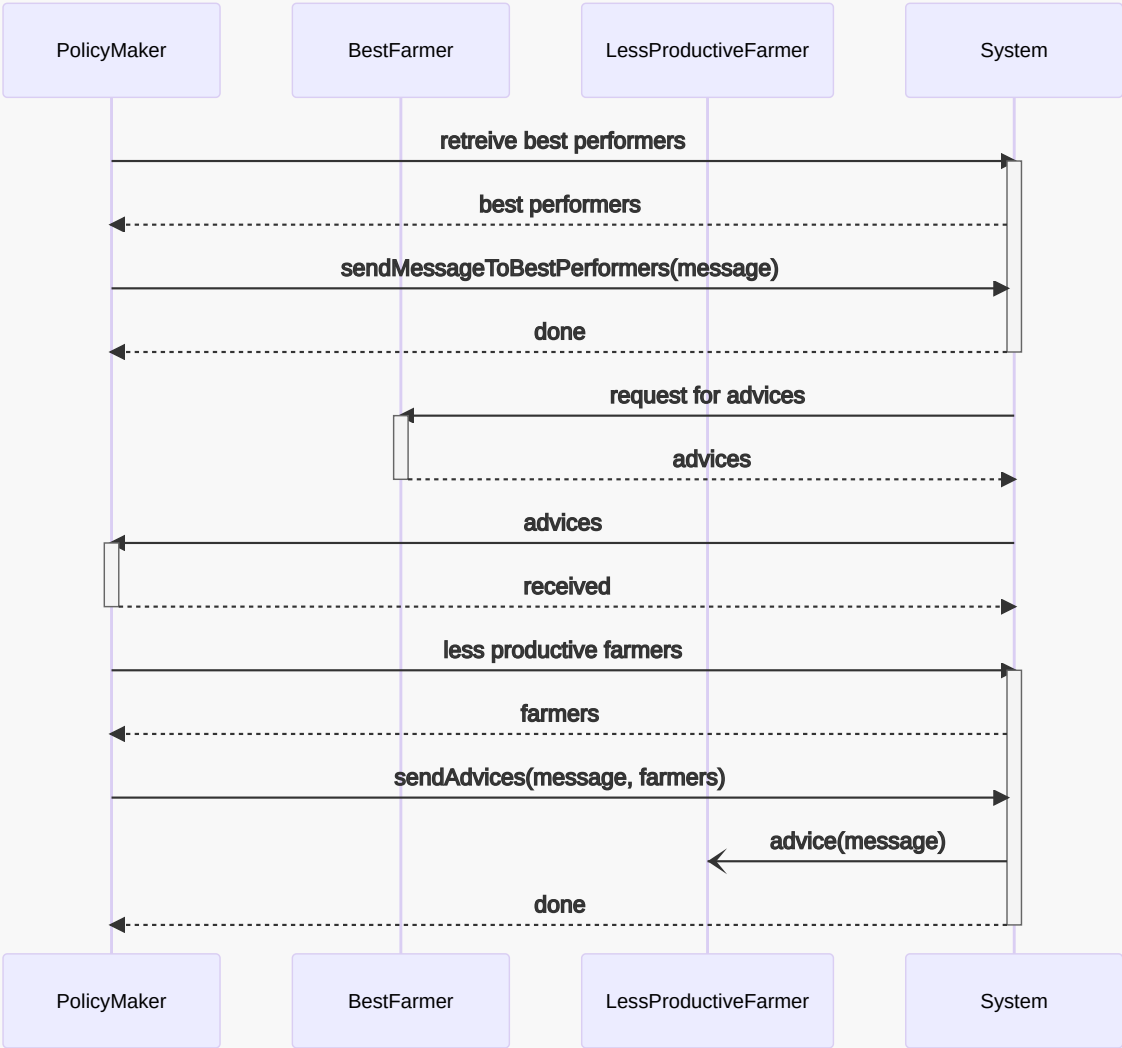 PolicyMaker
BestFarmer
LessProductiveFarmer
System
retreive best performers
best performers
sendMessageToBestPerformers(message)
done
request for advices
advices
advices
received
less productive farmers
farmers
sendAdvices(message, farmers)
advice(message)
done
PolicyMaker
BestFarmer
LessProductiveFarmer
System